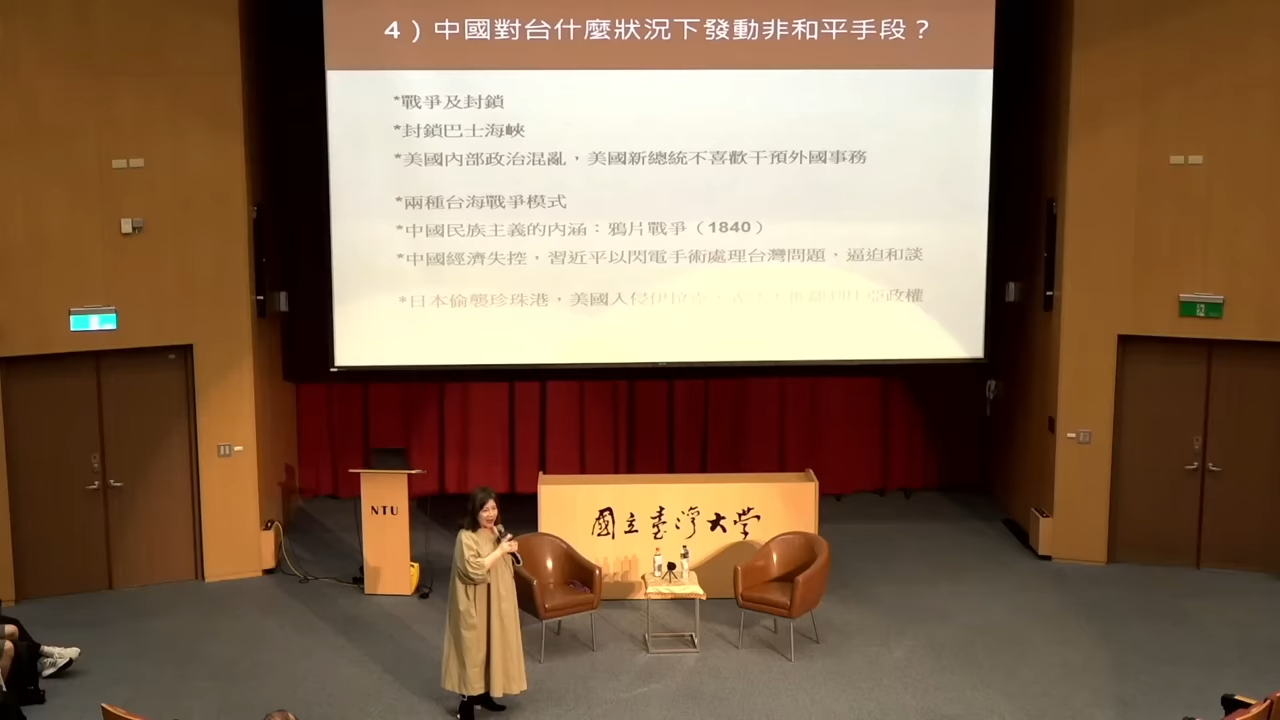 4）中國對台什麼狀況下發動非和平手段？
*戰爭及封鎖
*封鎖巴士海峽
*美國內部政治混亂，美國新總統不喜歡干預外國事務
*兩種台海戰爭模式
*中國民族主義的內涵：鴉片戰爭（1840）
*中國經濟失控，習近平以閃電手術處理台灣問題，逼迫和談
*日本偷襲珍珠港，美國入侵伊拉克，政權
NTU
國立臺灣大學